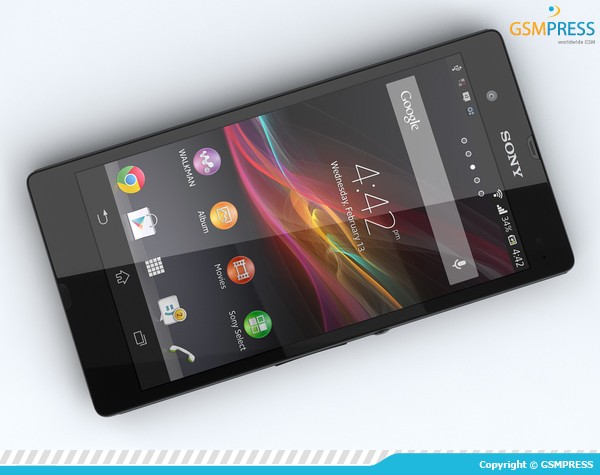 GSMPRESS
worldwide GSM
SONY
34% 4:42
Google
4:42 pm
Wednesday, February 13
WALKMAN
Album
Movies
Sony Select
2
Copyright © GSMPRESS